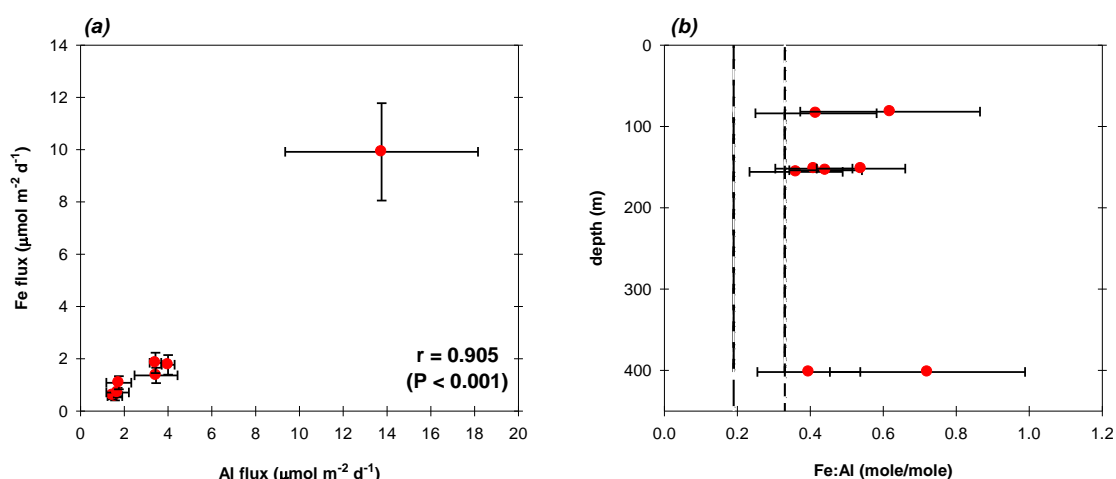 (a)
14
12
10
8
6
4
2
0
0 2 4 6 8 10 12 14 16 18 20
Fe flux (μmol m⁻² d⁻¹)
Al flux (μmol m⁻² d⁻¹)
r = 0.905
(P < 0.001)
(b)
0
100
200
300
400
0.0 0.2 0.4 0.6 0.8 1.0 1.2
depth (m)
Fe:Al (mole/mole)